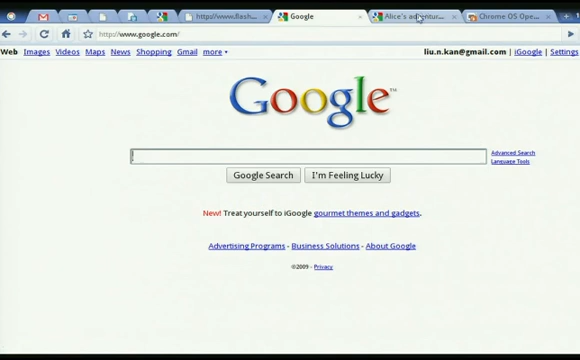 http://www.flash... Google Alice's adventur... Chrome OS Ope...
http://www.google.com/
Web Images Videos Maps News Shopping Gmail more liu.n.kan@gmail.com | iGoogle | Settings
Google™
Advanced Search
Language Tools
Google Search I'm Feeling Lucky
New! Treat yourself to iGoogle gourmet themes and gadgets.
Advertising Programs - Business Solutions - About Google
©2009 - Privacy